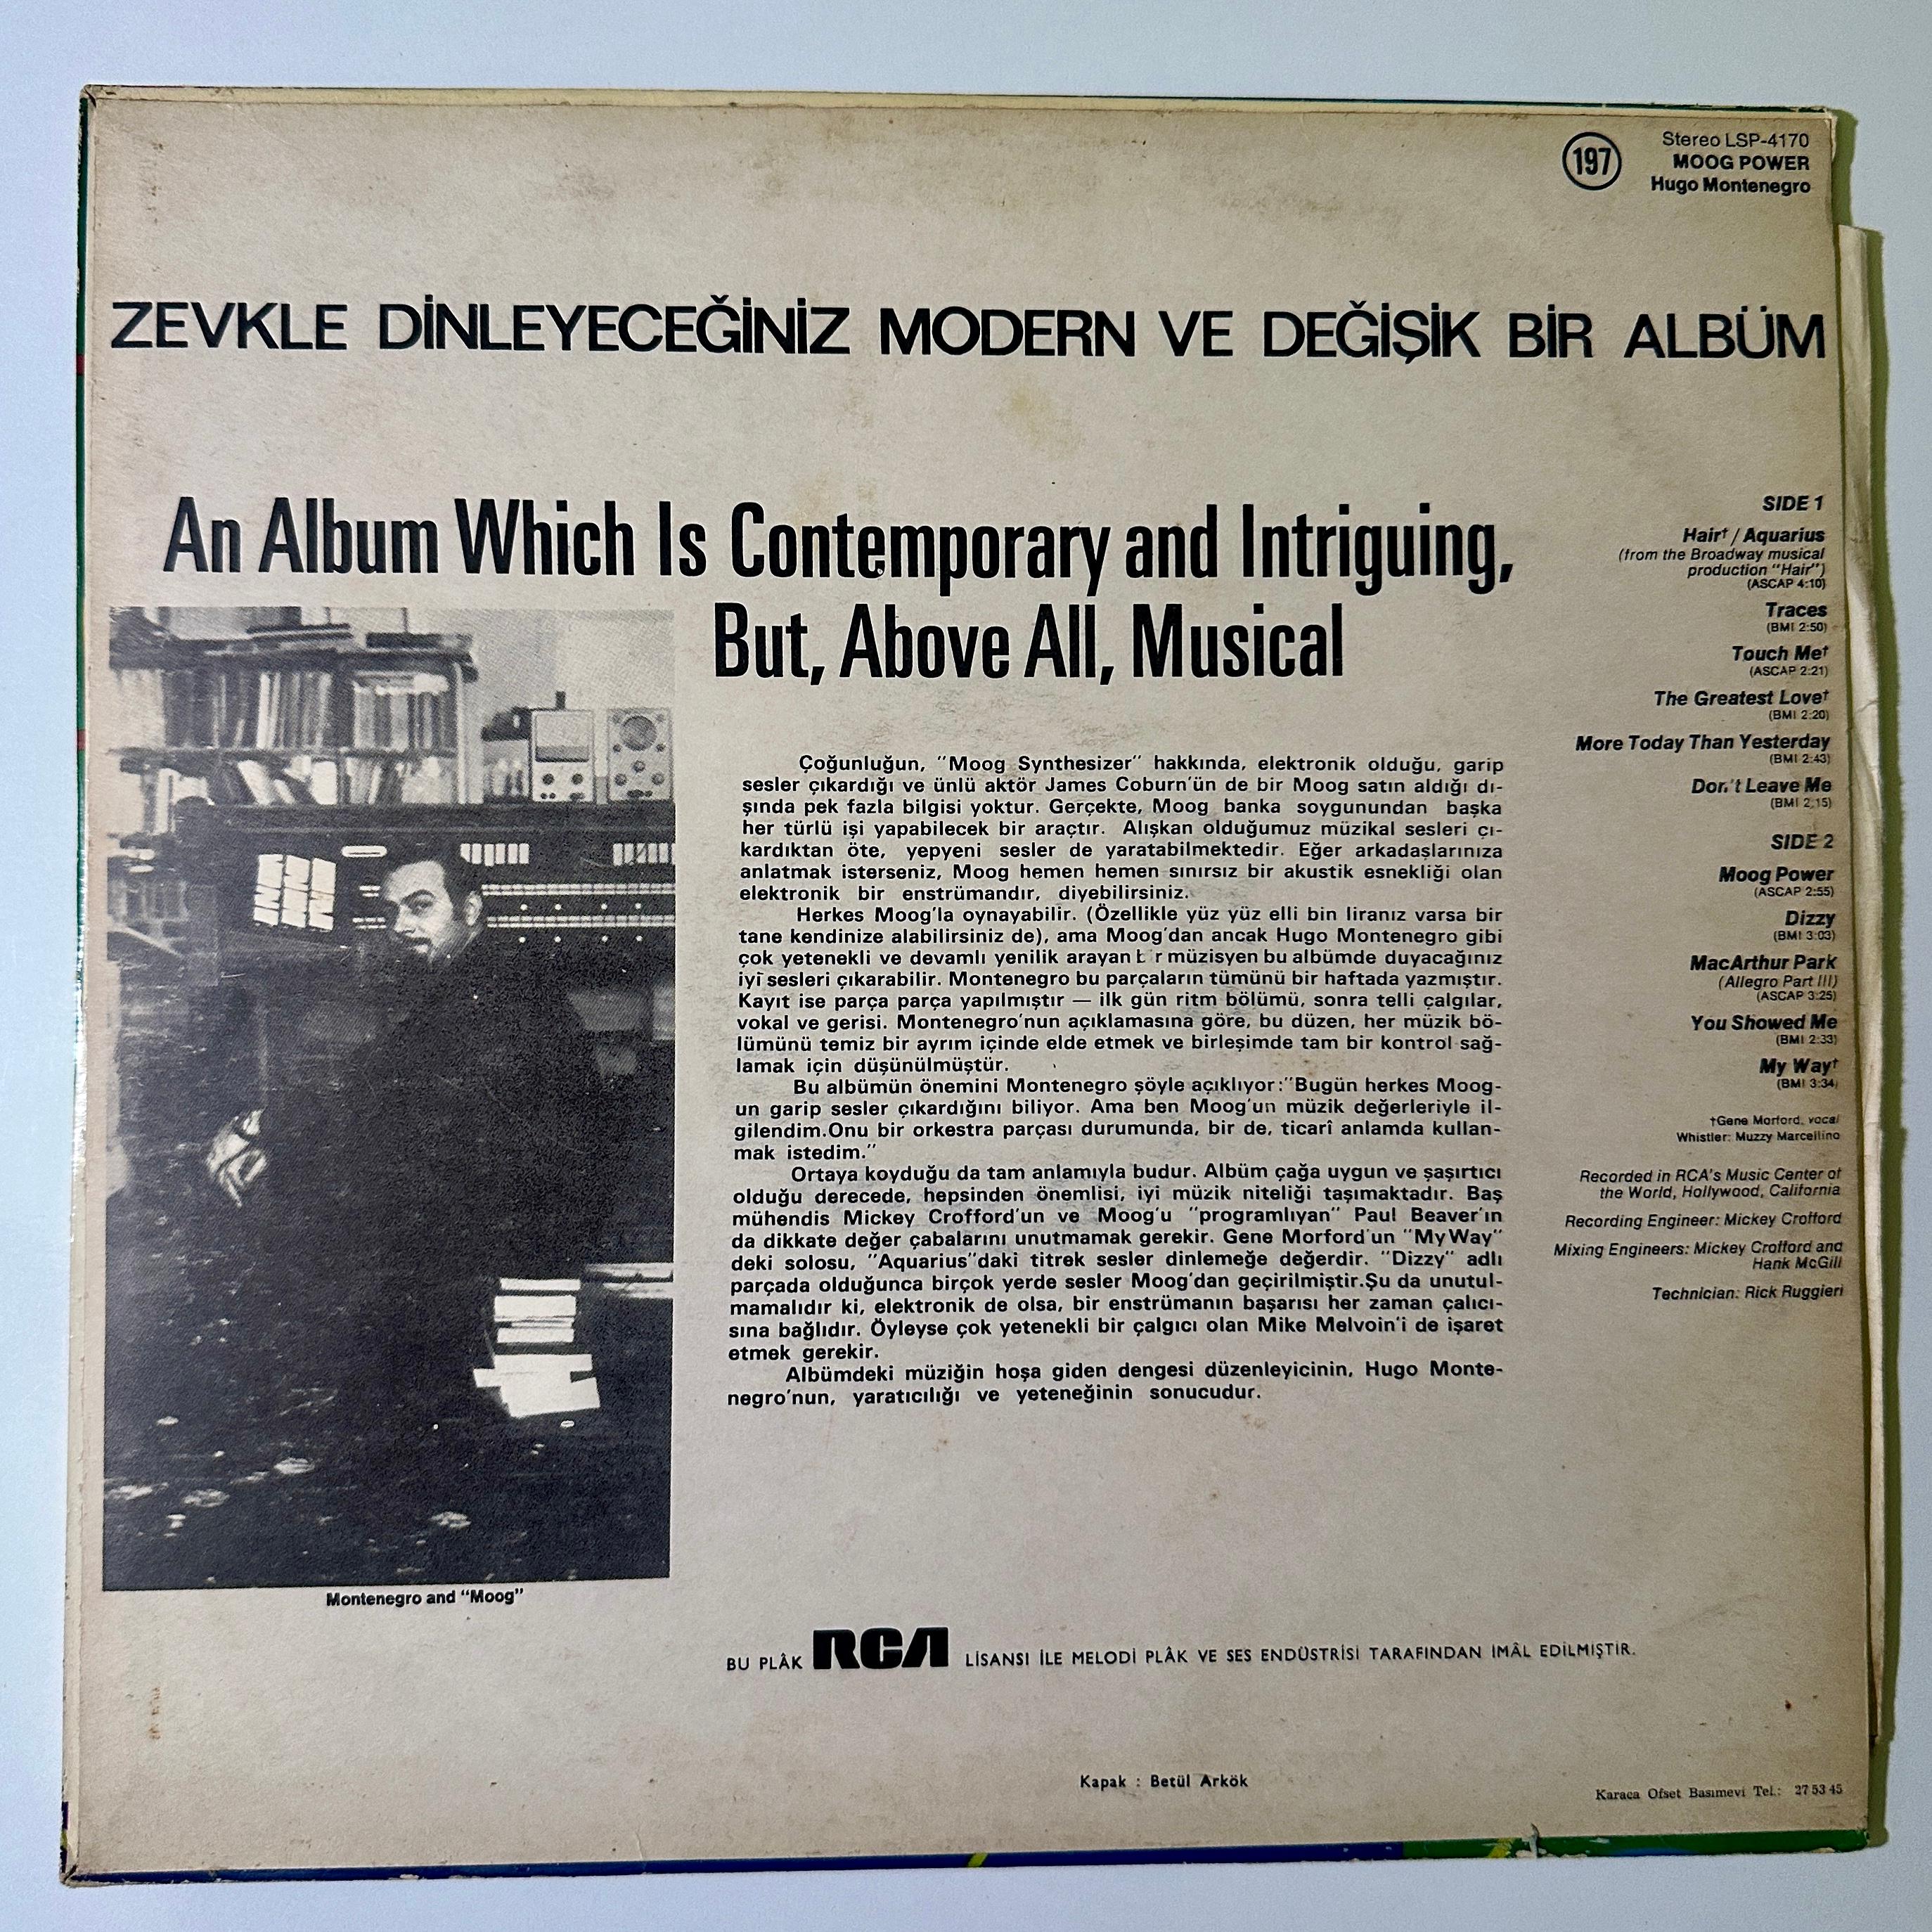 197
Stereo LSP-4170
MOOG POWER
Hugo Montenegro
ZEVKLE DİNLEYECEĞİNİZ MODERN VE DEĞİŞİK BİR ALBÜM
An Album Which Is Contemporary and Intriguing,
But, Above All, Musical
Çoğunluğun, "Moog Synthesizer" hakkında, elektronik olduğu, garip
sesler çıkardığı ve ünlü aktör James Coburn'ün de bir Moog satın aldığı dı-
şında pek fazla bilgisi yoktur. Gerçekte, Moog banka soygunundan başka
her türlü işi yapabilecek bir araçtır. Alışkan olduğumuz müzikal sesleri çı-
kardıktan öte, yepyeni sesler de yaratabilmektedir. Eğer arkadaşlarınıza
anlatmak isterseniz, Moog hemen hemen sınırsız bir akustik esnekliği olan
elektronik bir enstrümandır, diyebilirsiniz.
Herkes Moog'la oynayabilir. (Özellikle yüz yüz elli bin liranız varsa bir
tane kendinize alabilirsiniz de), ama Moog'dan ancak Hugo Montenegro gibi
çok yetenekli ve devamlı yenilik arayan bir müzisyen bu albümde duyacağınız
iyi sesleri çıkarabilir. Montenegro bu parçaların tümünü bir haftada yazmıştır.
Kayıt ise parça parça yapılmıştır — ilk gün ritm bölümü, sonra telli çalgılar,
vokal ve gerisi. Montenegro'nun açıklamasına göre, bu düzen, her müzik bö-
lümünü temiz bir ayrım içinde elde etmek ve birleşimde tam bir kontrol sağ-
lamak için düşünülmüştür.
Bu albümün önemini Montenegro şöyle açıklıyor:"Bugün herkes Moog-
un garip sesler çıkardığını biliyor. Ama ben Moog'un müzik değerleriyle il-
gilendim.Onu bir orkestra parçası durumunda, bir de, ticarî anlamda kullan-
mak istedim."
Ortaya koyduğu da tam anlamıyla budur. Albüm çağa uygun ve şaşırtıcı
olduğu derecede, hepsinden önemlisi, iyi müzik niteliği taşımaktadır. Baş
mühendis Mickey Crofford'un ve Moog'u "programlıyan" Paul Beaver'ın
da dikkate değer çabalarını unutmamak gerekir. Gene Morford'un "My Way"
deki solosu, "Aquarius"daki titrek sesler dinlemeğe değerdir. "Dizzy" adlı
parçada olduğunca birçok yerde sesler Moog'dan geçirilmiştir.Şu da unutul-
mamalıdır ki, elektronik de olsa, bir enstrümanın başarısı her zaman çalıcı-
sına bağlıdır. Öyleyse çok yetenekli bir çalgıcı olan Mike Melvoin'i de işaret
etmek gerekir.
Albümdeki müziğin hoşa giden dengesi düzenleyicinin, Hugo Monte-
negro'nun, yaratıcılığı ve yeteneğinin sonucudur.
SIDE 1
Hair† / Aquarius
(from the Broadway musical
production "Hair")
(ASCAP 4:10)
Traces
(BMI 2:50)
Touch Me†
(ASCAP 2:21)
The Greatest Love†
(BMI 2:20)
More Today Than Yesterday
(BMI 2:43)
Don't Leave Me
(BMI 2:15)
SIDE 2
Moog Power
(ASCAP 2:55)
Dizzy
(BMI 3:03)
MacArthur Park
(Allegro Part III)
(ASCAP 3:25)
You Showed Me
(BMI 2:33)
My Way†
(BMI 3:34)
†Gene Morford, vocal
Whistler: Muzzy Marcellino
Recorded in RCA's Music Center of
the World, Hollywood, California
Recording Engineer: Mickey Crofford
Mixing Engineers: Mickey Crofford and
Hank McGill
Technician: Rick Ruggieri
Montenegro and "Moog"
BU PLÂK RCA LİSANSI İLE MELODİ PLÂK VE SES ENDÜSTRİSİ TARAFINDAN İMÂL EDİLMİŞTİR.
Kapak : Betül Arkök
Karaca Ofset Basımevi Tel.: 27 53 45